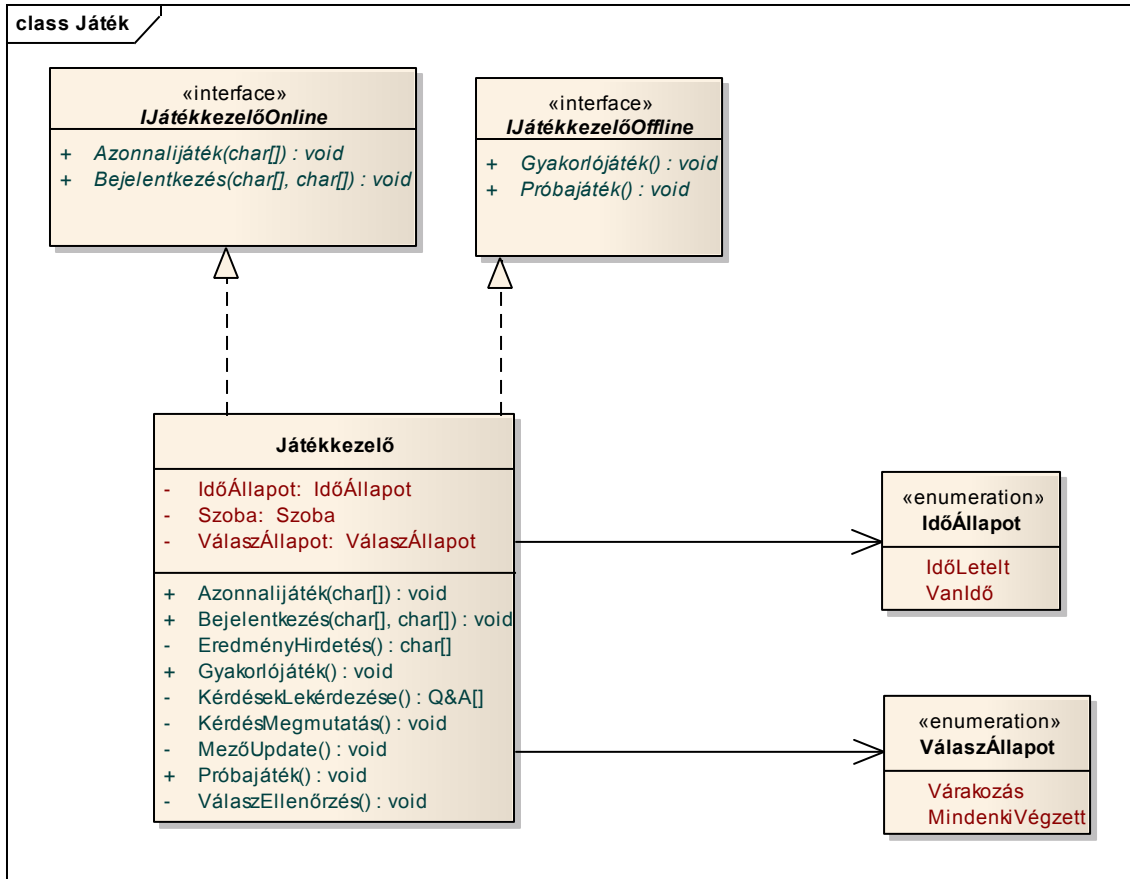 class Játék
«interface»
IJátékkezelőOnline
+ Azonnalijáték(char[]) : void
+ Bejelentkezés(char[], char[]) : void
«interface»
IJátékkezelőOffline
+ Gyakorlójáték() : void
+ Próbajáték() : void
Játékkezelő
- IdőÁllapot: IdőÁllapot
- Szoba: Szoba
- VálaszÁllapot: VálaszÁllapot
+ Azonnalijáték(char[]) : void
+ Bejelentkezés(char[], char[]) : void
- EredményHirdetés() : char[]
+ Gyakorlójáték() : void
- KérdésekLekérdezése() : Q&A[]
- KérdésMegmutatás() : void
- MezőUpdate() : void
+ Próbajáték() : void
- VálaszEllenőrzés() : void
«enumeration»
IdőÁllapot
IdőLetelt
VanIdő
«enumeration»
VálaszÁllapot
Várakozás
MindenkiVégzett